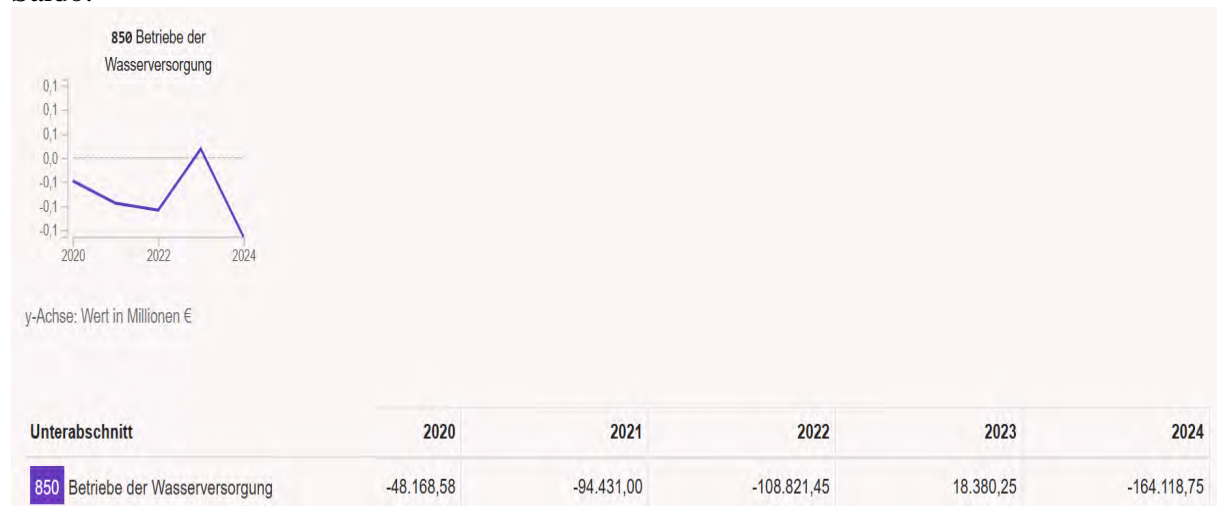 850 Betriebe der
Wasserversorgung
0,1
0,1
0,1
0,0
-0,1
-0,1
-0,1
2020 2022 2024
y-Achse: Wert in Millionen €
Unterabschnitt 2020 2021 2022 2023 2024
850 Betriebe der Wasserversorgung -48.168,58 -94.431,00 -108.821,45 18.380,25 -164.118,75